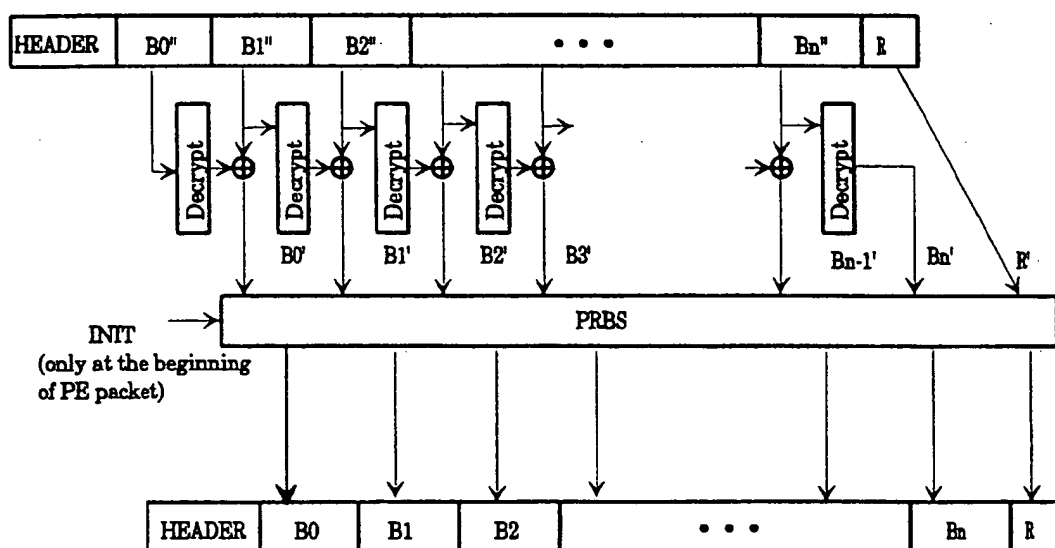 HEADER B0" B1" B2" • • • Bn" R
Decrypt Decrypt Decrypt Decrypt Decrypt
B0' B1' B2' B3' Bn-1' Bn' R'
PRBS
INIT
(only at the beginning
of PE packet)
HEADER B0 B1 B2 • • • Bn R